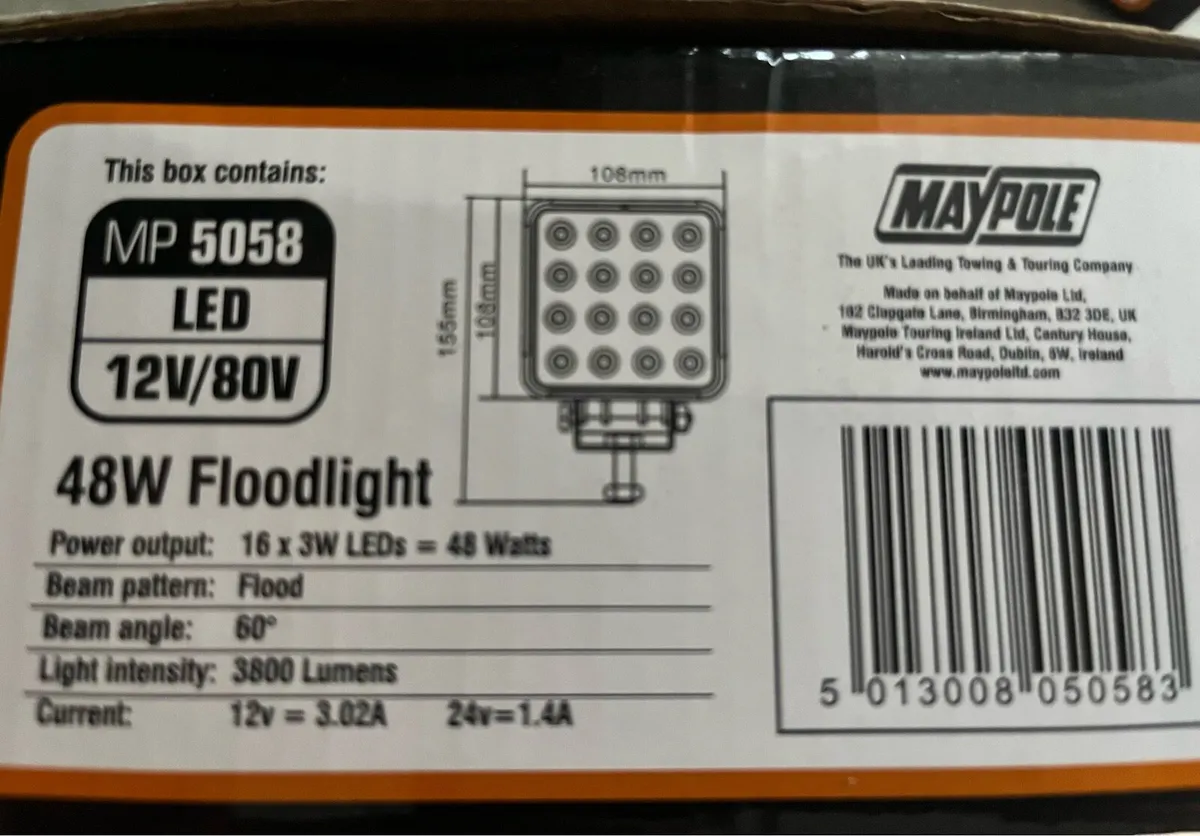 This box contains:
MP 5058
LED
12V/80V
48W Floodlight
Power output: 16 x 3W LEDs = 48 Watts
Beam pattern: Flood
Beam angle: 60°
Light intensity: 3800 Lumens
Current: 12v = 3.02A 24v=1.4A
108mm
108mm
155mm
MAYPOLE
The UK's Leading Towing & Touring Company
Made on behalf of Maypole Ltd,
162 Clapgate Lane, Birmingham, B32 3DE, UK
Maypole Touring Ireland Ltd, Century House,
Harold's Cross Road, Dublin, 6W, Ireland
www.maypoleltd.com
5 013008 050583